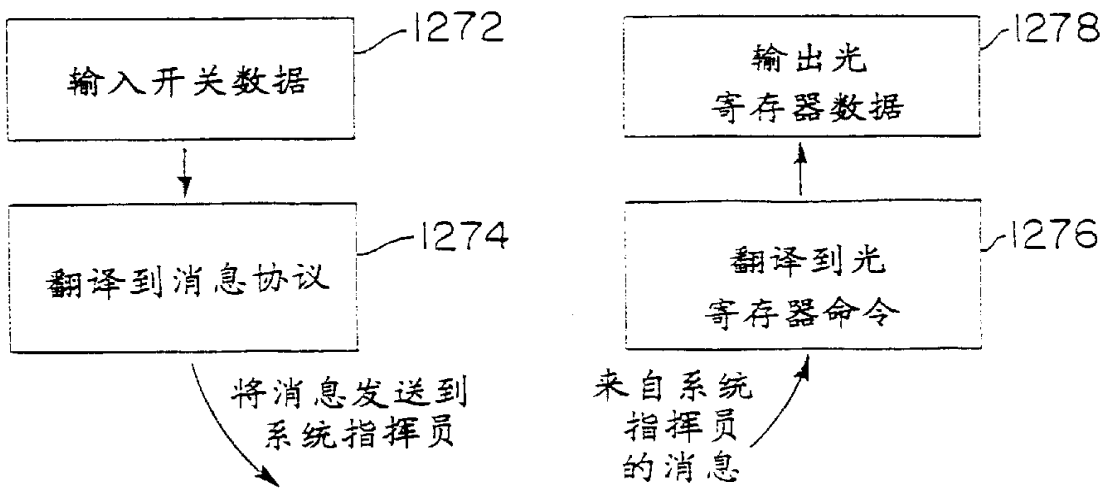 1272
输入开关数据
1274
翻译到消息协议
将消息发送到
系统指挥员
1278
输出光
寄存器数据
1276
翻译到光
寄存器命令
来自系统
指挥员
的消息